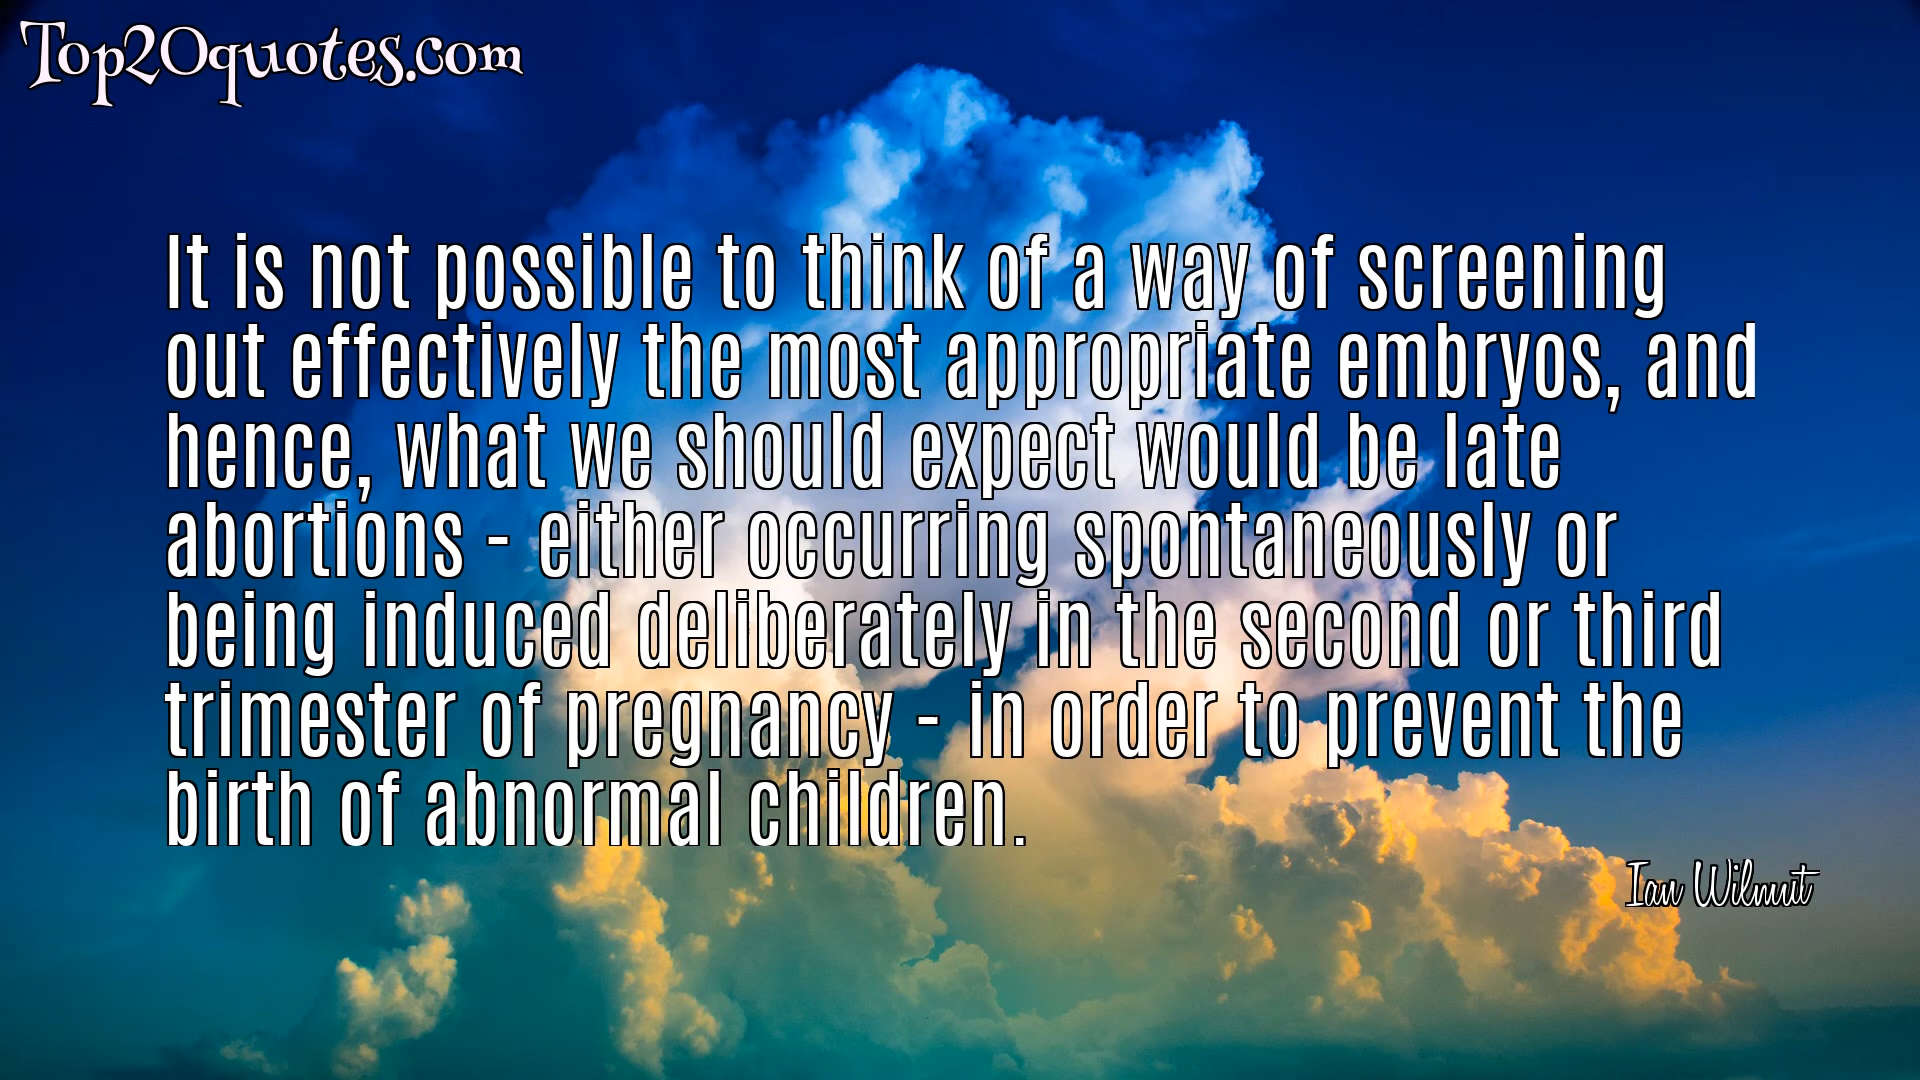 Top20quotes.com
It is not possible to think of a way of screening
out effectively the most appropriate embryos, and
hence, what we should expect would be late
abortions - either occurring spontaneously or
being induced deliberately in the second or third
trimester of pregnancy - in order to prevent the
birth of abnormal children.
Ian Wilmut